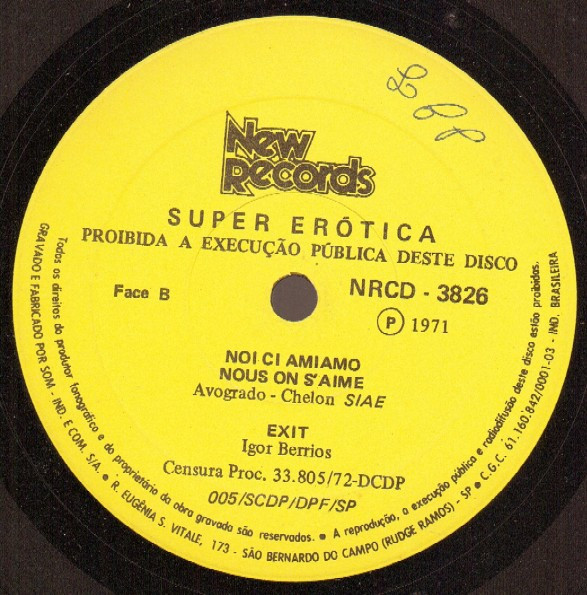 L P P
New
Records
SUPER ERÓTICA
PROIBIDA A EXECUÇÃO PÚBLICA DESTE DISCO
Face B
NRCD - 3826
Ⓟ 1971
NOI CI AMIAMO
NOUS ON S'AIME
Avogrado - Chelon SIAE
EXIT
Igor Berrios
Censura Proc. 33.805/72-DCDP
005/SCDP/DPF/SP
Todos os direitos do produtor fonográfico e do proprietário da obra gravada são reservados. • A reprodução, a execução pública e radiodifusão deste disco estão proibidas.
GRAVADO E FABRICADO POR SOM - IND. E COM. S/A. • R. EUGÊNIA S. VITALE, 173 - SÃO BERNARDO DO CAMPO (RUDGE RAMOS) - SP • C.G.C. 61.160.842/0001-03 - IND. BRASILEIRA